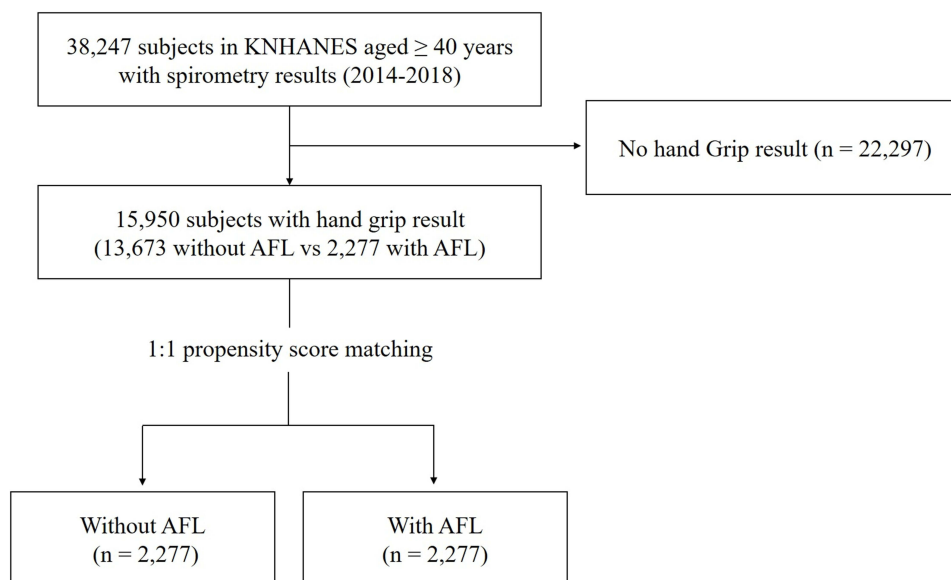 38,247 subjects in KNHANES aged ≥ 40 years
with spirometry results (2014-2018)
No hand Grip result (n = 22,297)
15,950 subjects with hand grip result
(13,673 without AFL vs 2,277 with AFL)
1:1 propensity score matching
Without AFL
(n = 2,277)
With AFL
(n = 2,277)